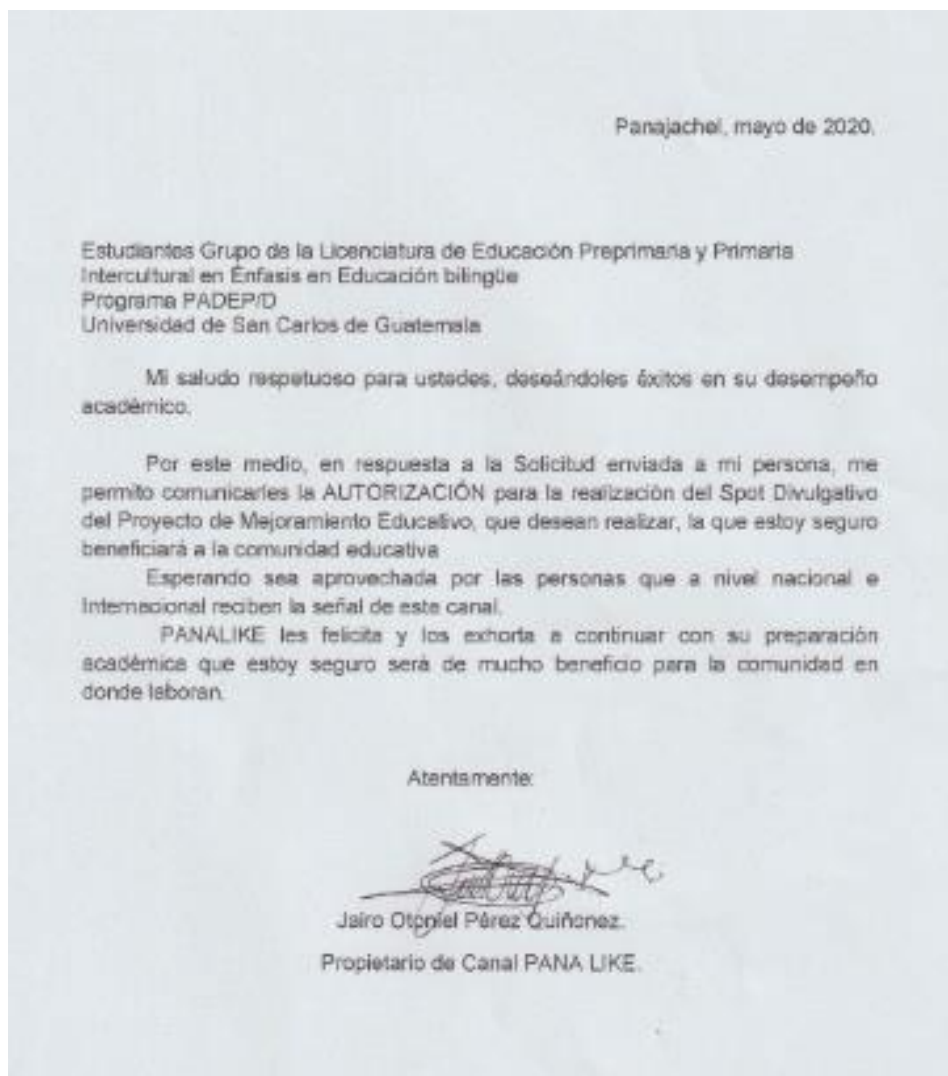 Panajachel, mayo de 2020.
Estudiantes Grupo de la Licenciatura de Educación Preprimaria y Primaria
Intercultural en Énfasis en Educación bilingüe
Programa PADEP/D
Universidad de San Carlos de Guatemala
Mi saludo respetuoso para ustedes, deseándoles éxitos en su desempeño
académico.
Por este medio, en respuesta a la Solicitud enviada a mi persona, me
permito comunicarles la AUTORIZACIÓN para la realización del Spot Divulgativo
del Proyecto de Mejoramiento Educativo, que desean realizar, la que estoy seguro
beneficiará a la comunidad educativa
Esperando sea aprovechada por las personas que a nivel nacional e
Internacional reciben la señal de este canal.
PANALIKE les felicita y los exhorta a continuar con su preparación
académica que estoy seguro será de mucho beneficio para la comunidad en
donde laboran.
Atentamente:
Jairo Otoniel Pérez Quiñonez.
Propietario de Canal PANA LIKE.